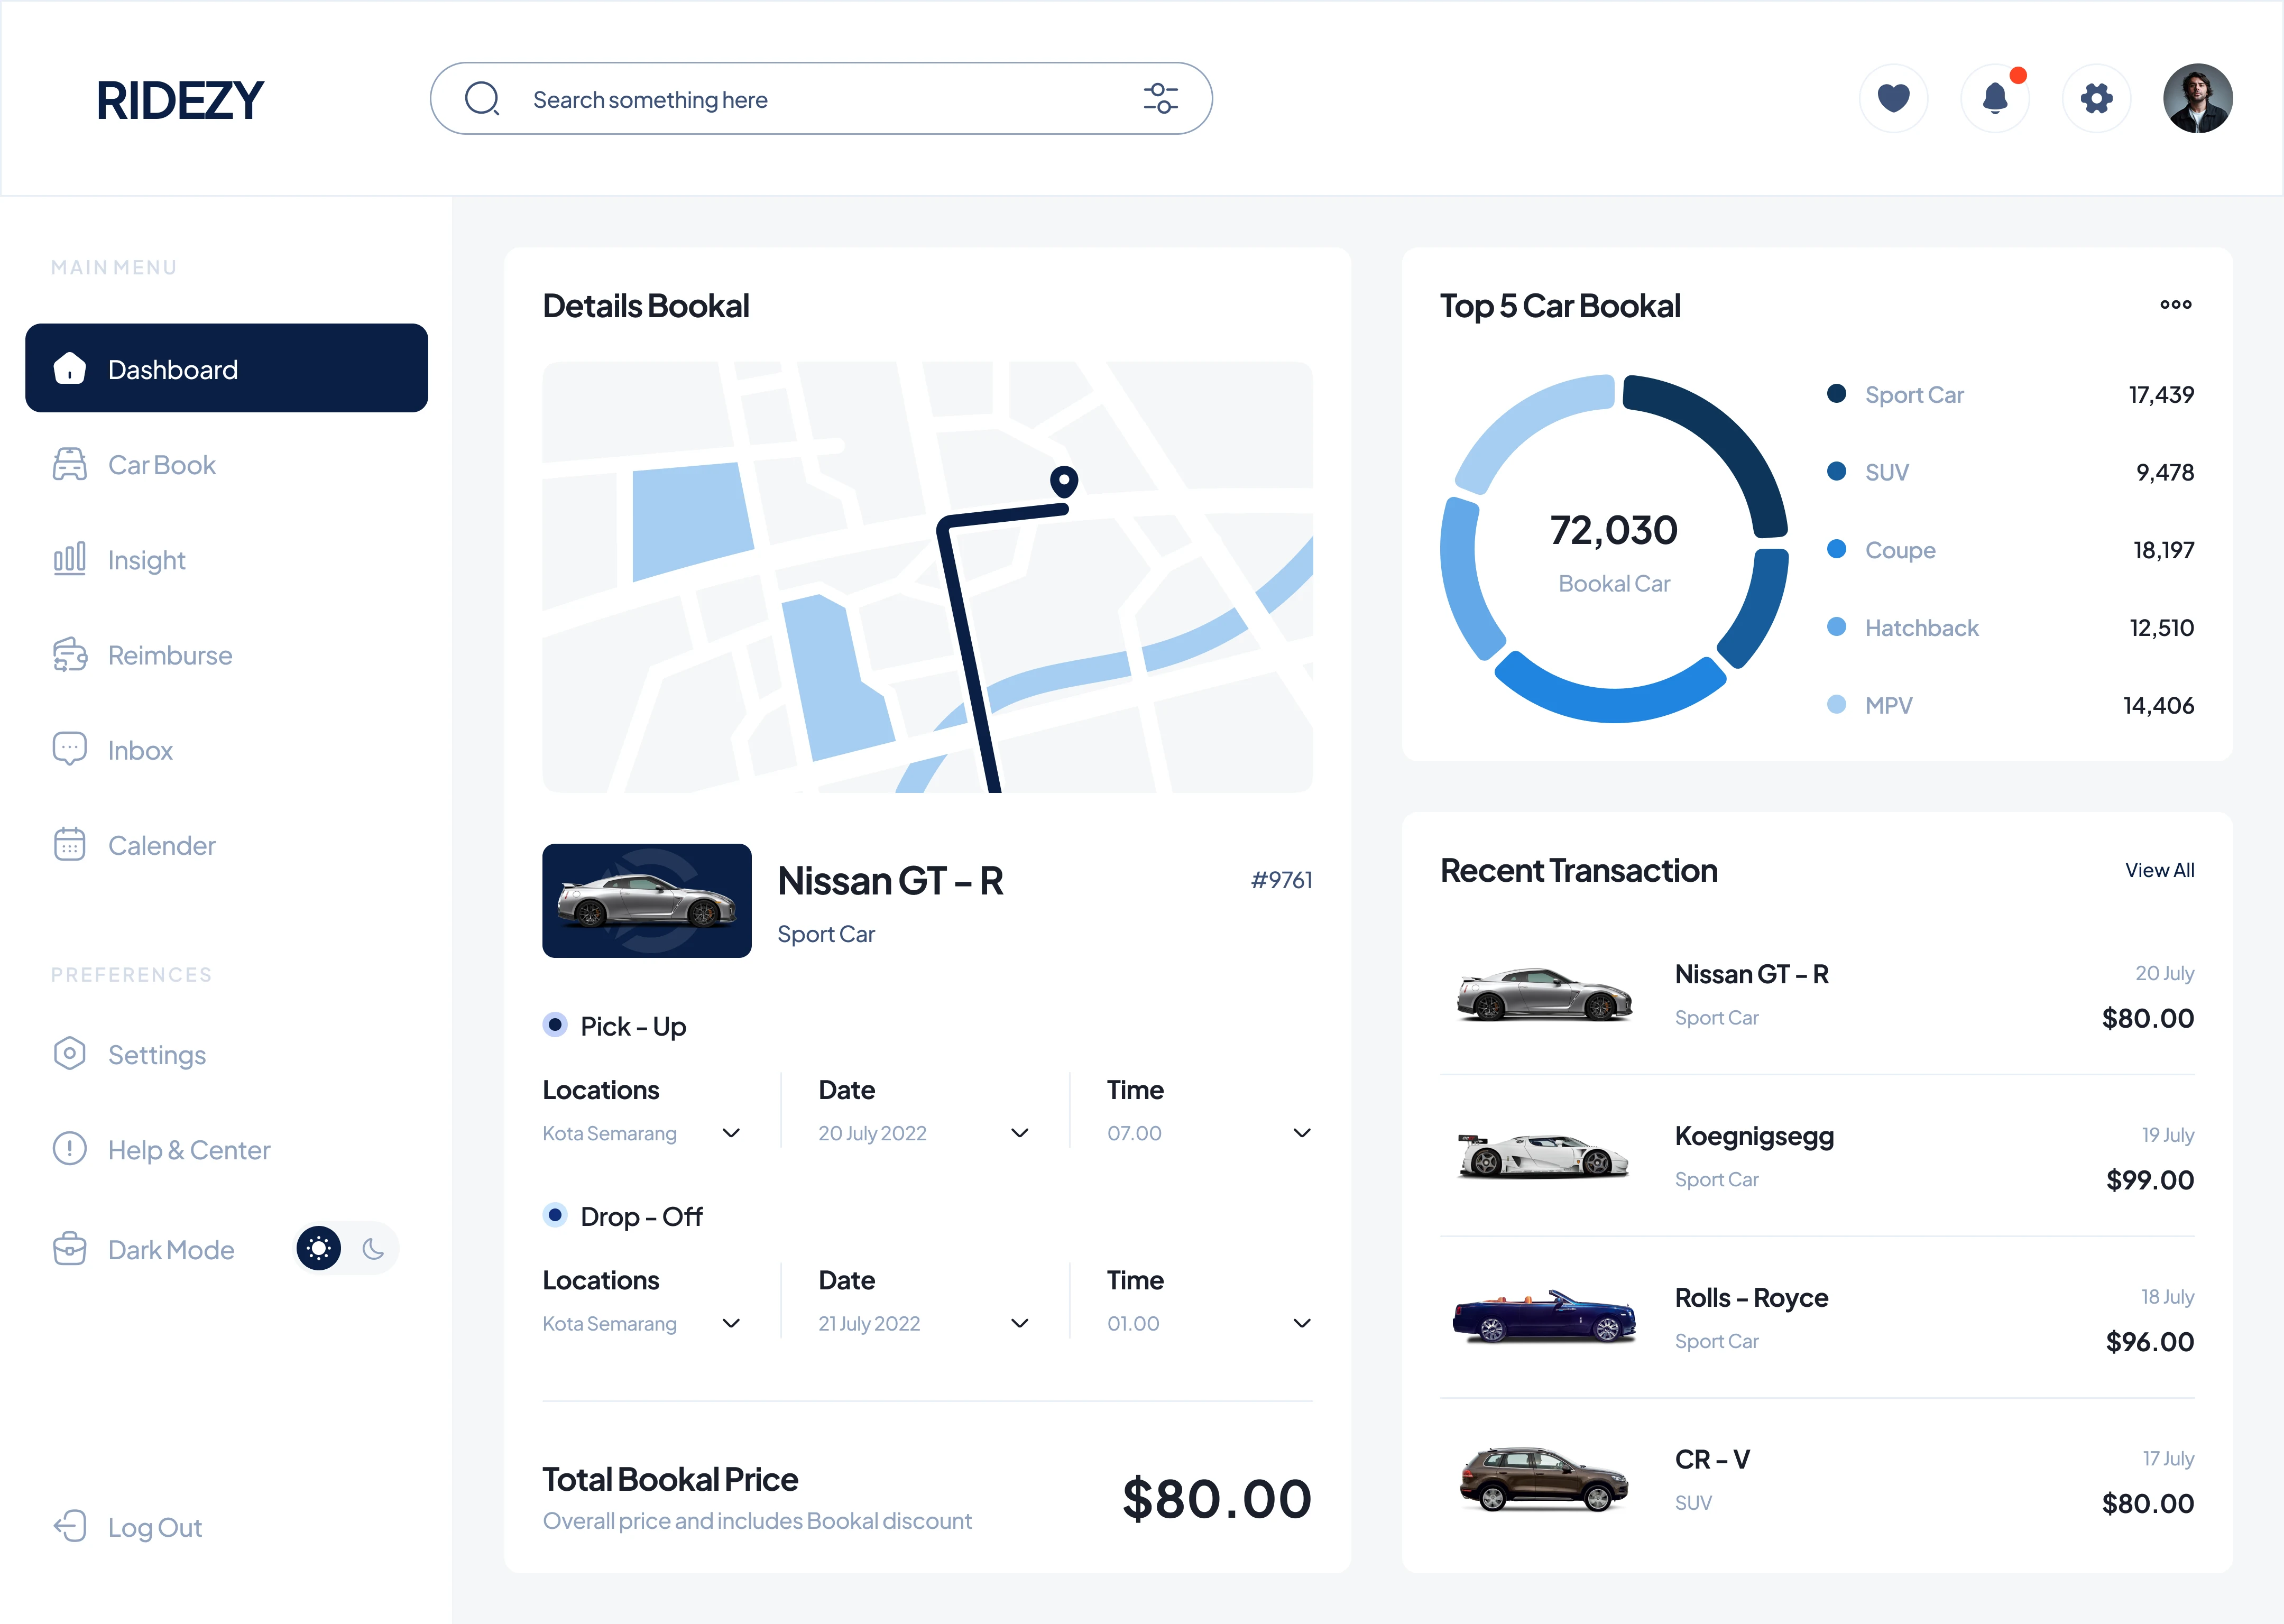 RIDEZY
Search something here
MAIN MENU
Dashboard
Car Book
Insight
Reimburse
Inbox
Calender
PREFERENCES
Settings
Help & Center
Dark Mode
Log Out
Details Bookal
Nissan GT - R
#9761
Sport Car
Pick - Up
Locations
Date
Time
Kota Semarang
20 July 2022
07.00
Drop - Off
Locations
Date
Time
Kota Semarang
21 July 2022
01.00
Total Bookal Price
Overall price and includes Bookal discount
$80.00
Top 5 Car Bookal
72,030
Bookal Car
Sport Car 17,439
SUV 9,478
Coupe 18,197
Hatchback 12,510
MPV 14,406
Recent Transaction
View All
Nissan GT - R
20 July
Sport Car
$80.00
Koegnigsegg
19 July
Sport Car
$99.00
Rolls - Royce
18 July
Sport Car
$96.00
CR - V
17 July
SUV
$80.00